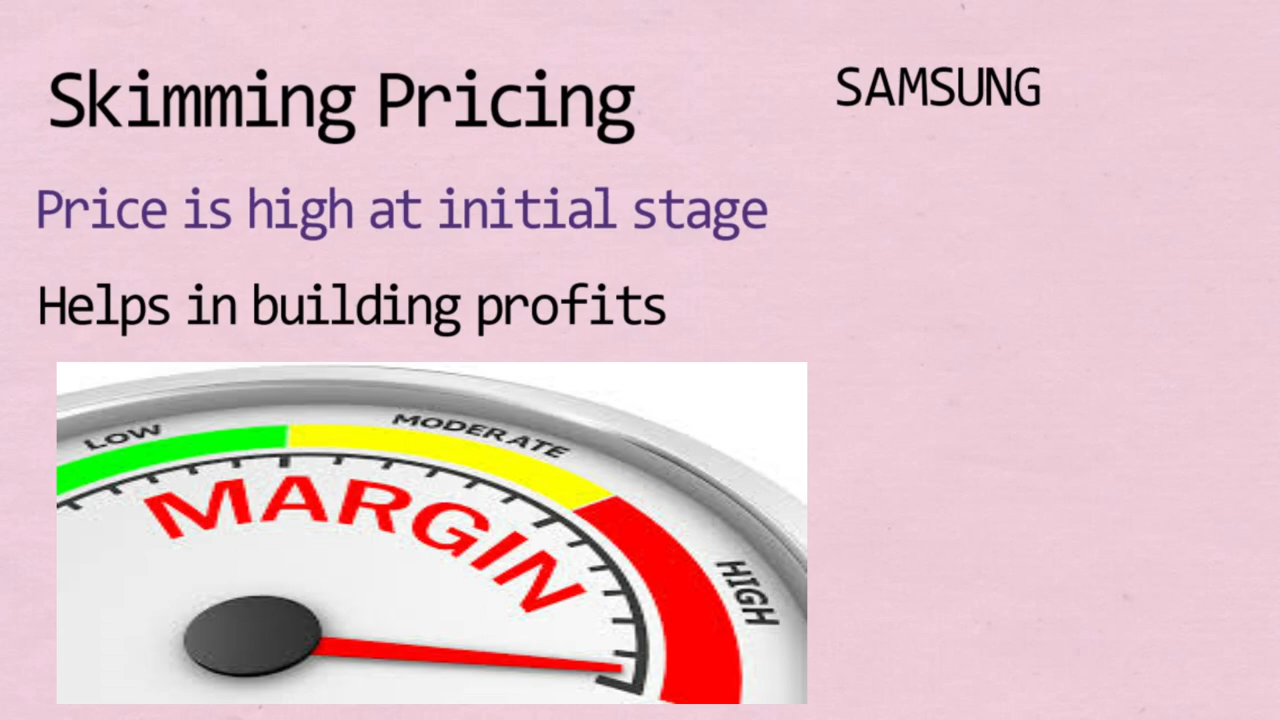 Skimming Pricing
SAMSUNG
Price is high at initial stage
Helps in building profits
LOW
MODERATE
HIGH
MARGIN